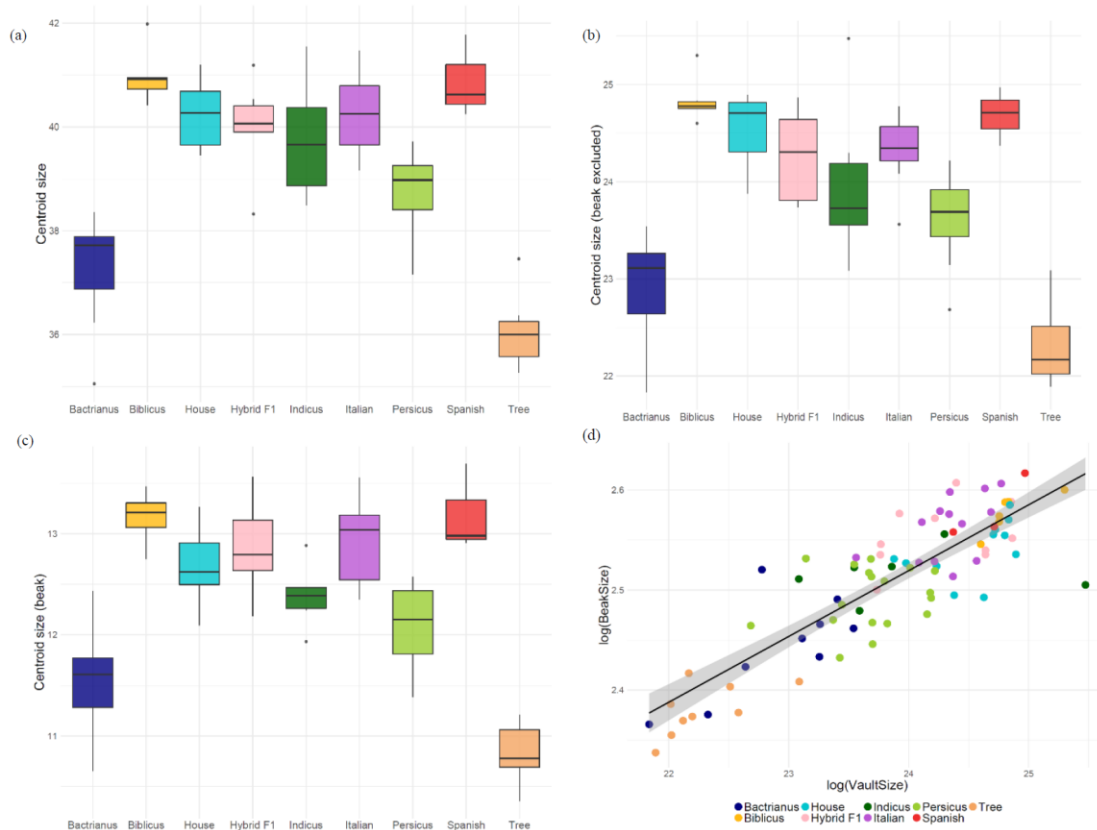 (a)
Centroid size
42
40
38
36
Bactrianus Biblicus House Hybrid F1 Indicus Italian Persicus Spanish Tree
(b)
Centroid size (beak excluded)
25
24
23
22
Bactrianus Biblicus House Hybrid F1 Indicus Italian Persicus Spanish Tree
(c)
Centroid size (beak)
13
12
11
Bactrianus Biblicus House Hybrid F1 Indicus Italian Persicus Spanish Tree
(d)
log(BeakSize)
2.6
2.5
2.4
22 23 24 25
log(VaultSize)
Bactrianus House Indicus Persicus Tree
Biblicus Hybrid F1 Italian Spanish